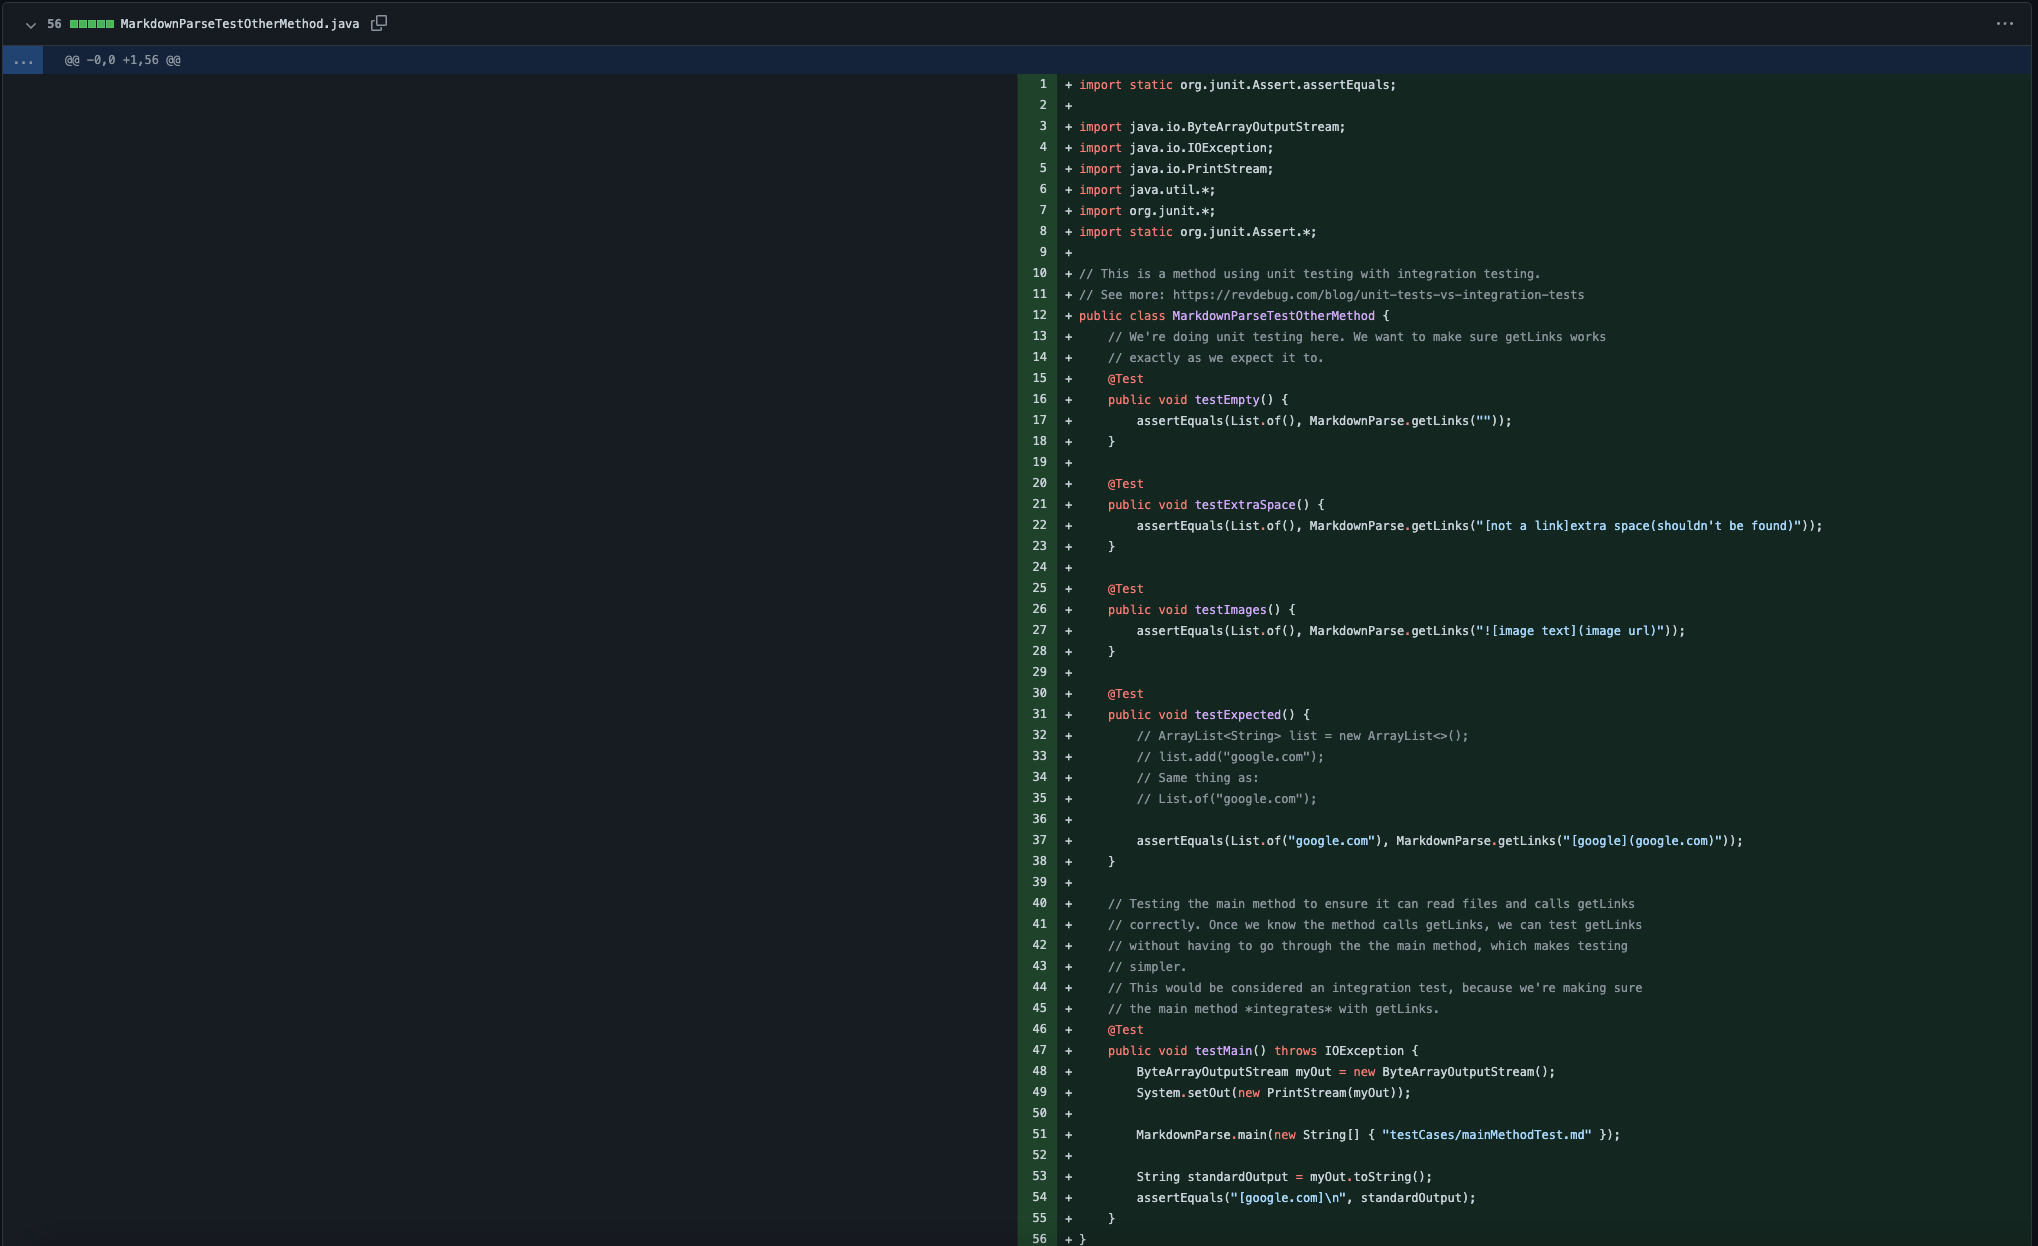 56 MarkdownParseTestOtherMethod.java ...
... @@ -0,0 +1,56 @@
1 + import static org.junit.Assert.assertEquals;
2 +
3 + import java.io.ByteArrayOutputStream;
4 + import java.io.IOException;
5 + import java.io.PrintStream;
6 + import java.util.*;
7 + import org.junit.*;
8 + import static org.junit.Assert.*;
9 +
10 + // This is a method using unit testing with integration testing.
11 + // See more: https://revdebug.com/blog/unit-tests-vs-integration-tests
12 + public class MarkdownParseTestOtherMethod {
13 +     // We're doing unit testing here. We want to make sure getLinks works
14 +     // exactly as we expect it to.
15 +     @Test
16 +     public void testEmpty() {
17 +         assertEquals(List.of(), MarkdownParse.getLinks(""));
18 +     }
19 +
20 +     @Test
21 +     public void testExtraSpace() {
22 +         assertEquals(List.of(), MarkdownParse.getLinks("[not a link]extra space(shouldn't be found)"));
23 +     }
24 +
25 +     @Test
26 +     public void testImages() {
27 +         assertEquals(List.of(), MarkdownParse.getLinks("![image text](image url)"));
28 +     }
29 +
30 +     @Test
31 +     public void testExpected() {
32 +         // ArrayList<String> list = new ArrayList<>();
33 +         // list.add("google.com");
34 +         // Same thing as:
35 +         // List.of("google.com");
36 +
37 +         assertEquals(List.of("google.com"), MarkdownParse.getLinks("[google](google.com)"));
38 +     }
39 +
40 +     // Testing the main method to ensure it can read files and calls getLinks
41 +     // correctly. Once we know the method calls getLinks, we can test getLinks
42 +     // without having to go through the the main method, which makes testing
43 +     // simpler.
44 +     // This would be considered an integration test, because we're making sure
45 +     // the main method *integrates* with getLinks.
46 +     @Test
47 +     public void testMain() throws IOException {
48 +         ByteArrayOutputStream myOut = new ByteArrayOutputStream();
49 +         System.setOut(new PrintStream(myOut));
50 +
51 +         MarkdownParse.main(new String[] { "testCases/mainMethodTest.md" });
52 +
53 +         String standardOutput = myOut.toString();
54 +         assertEquals("[google.com]\n", standardOutput);
55 +     }
56 + }